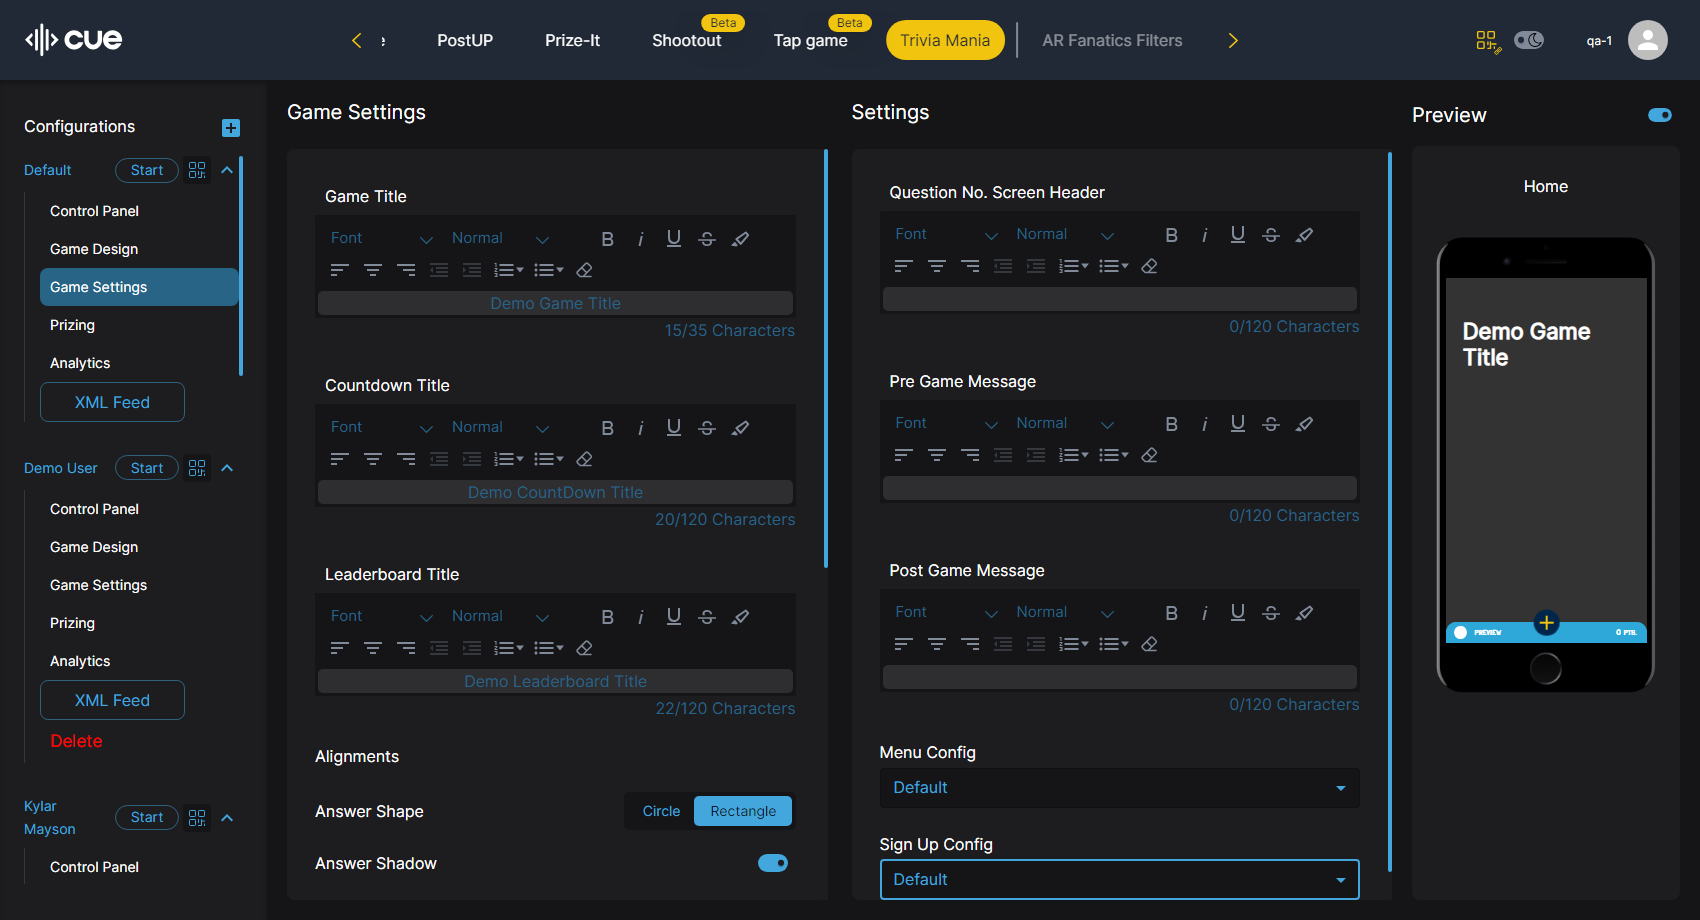 cue
PostUP
Prize-It
Shootout
Beta
Tap game
Beta
Trivia Mania
AR Fanatics Filters
qa-1
Configurations
Default
Start
Control Panel
Game Design
Game Settings
Prizing
Analytics
XML Feed
Demo User
Start
Control Panel
Game Design
Game Settings
Prizing
Analytics
XML Feed
Delete
Kylar
Mayson
Start
Control Panel
Game Settings
Game Title
Font Normal
Demo Game Title
15/35 Characters
Countdown Title
Font Normal
Demo CountDown Title
20/120 Characters
Leaderboard Title
Font Normal
Demo Leaderboard Title
22/120 Characters
Alignments
Answer Shape
Circle Rectangle
Answer Shadow
Settings
Question No. Screen Header
Font Normal
0/120 Characters
Pre Game Message
Font Normal
0/120 Characters
Post Game Message
Font Normal
0/120 Characters
Menu Config
Default
Sign Up Config
Default
Preview
Home
Demo Game
Title
PREVIEW
0 PTS.